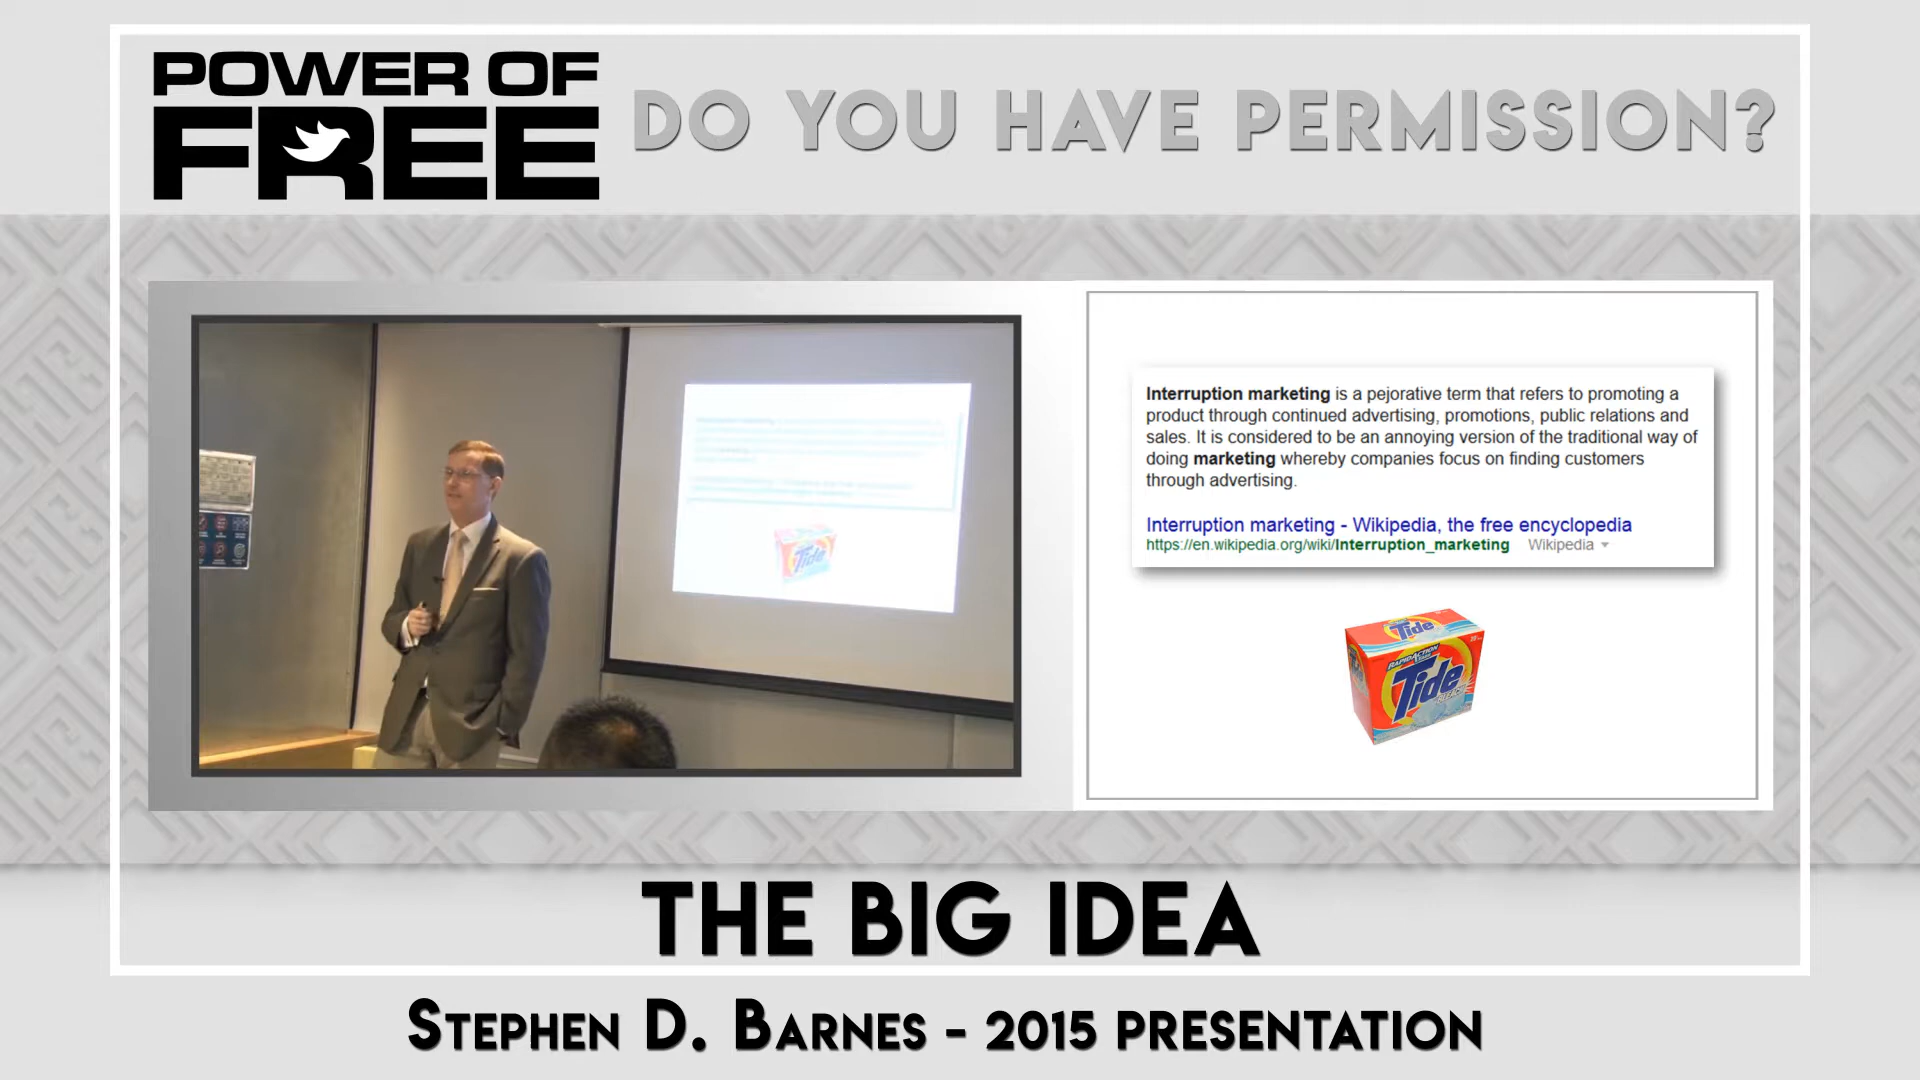 POWER OF
FREE
DO YOU HAVE PERMISSION?
Interruption marketing is a pejorative term that refers to promoting a
product through continued advertising, promotions, public relations and
sales. It is considered to be an annoying version of the traditional way of
doing marketing whereby companies focus on finding customers
through advertising.
Interruption marketing - Wikipedia, the free encyclopedia
https://en.wikipedia.org/wiki/Interruption_marketing Wikipedia
Tide
Tide
RAPID ACTION
Tide
THE BIG IDEA
STEPHEN D. BARNES - 2015 PRESENTATION